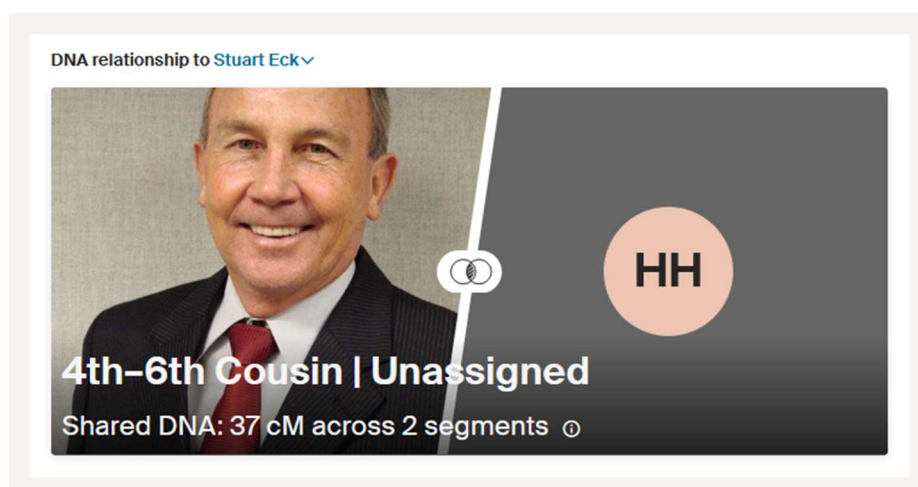 DNA relationship to Stuart Eck
HH
4th–6th Cousin | Unassigned
Shared DNA: 37 cM across 2 segments